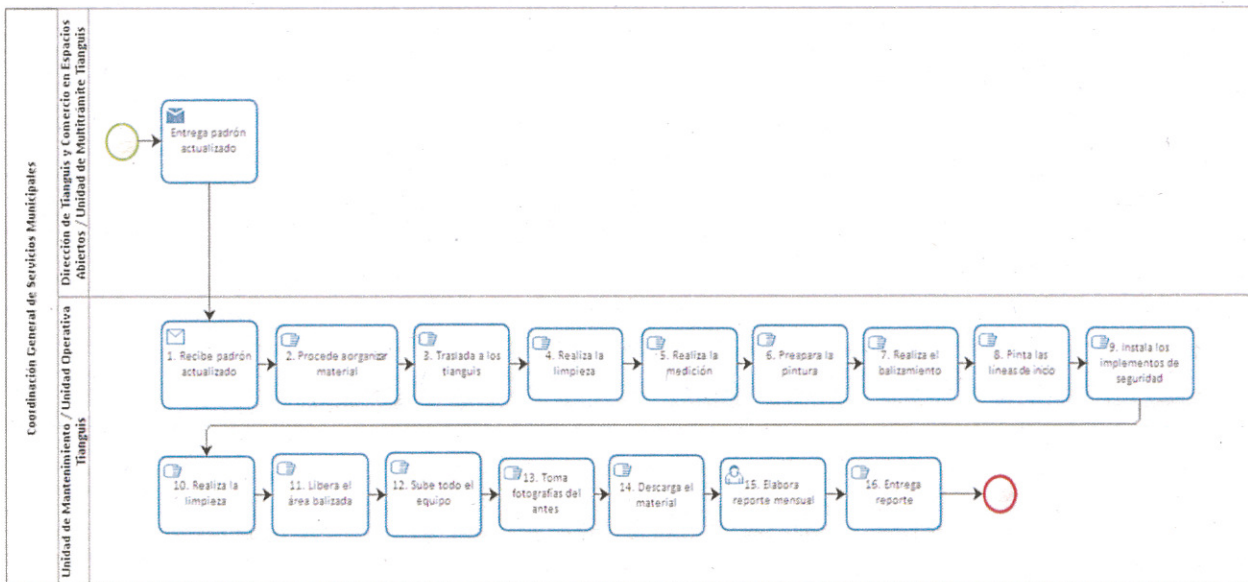 Coordinación General de Servicios Municipales
Dirección de Tianguis y Comercio en Espacios
Abiertos / Unidad de Multitrámite Tianguis
Entrega padrón
actualizado
Unidad de Mantenimiento / Unidad Operativa
Tianguis
1. Recibe padrón
actualizado
2. Procede aorganizar
material
3. Traslada a los
tianguis
4. Realiza la
limpieza
5. Realiza la
medición
6. Preapara la
pintura
7. Realiza el
balizamiento
8. Pinta las
lineas de incio
9. Instala los
implementos de
seguridad
10. Realiza la
limpieza
11. Libera el
área balizada
12. Sube todo el
equipo
13. Toma
fotografías del
antes
14. Descarga el
material
15. Elabora
reporte mensual
16. Entrega
reporte